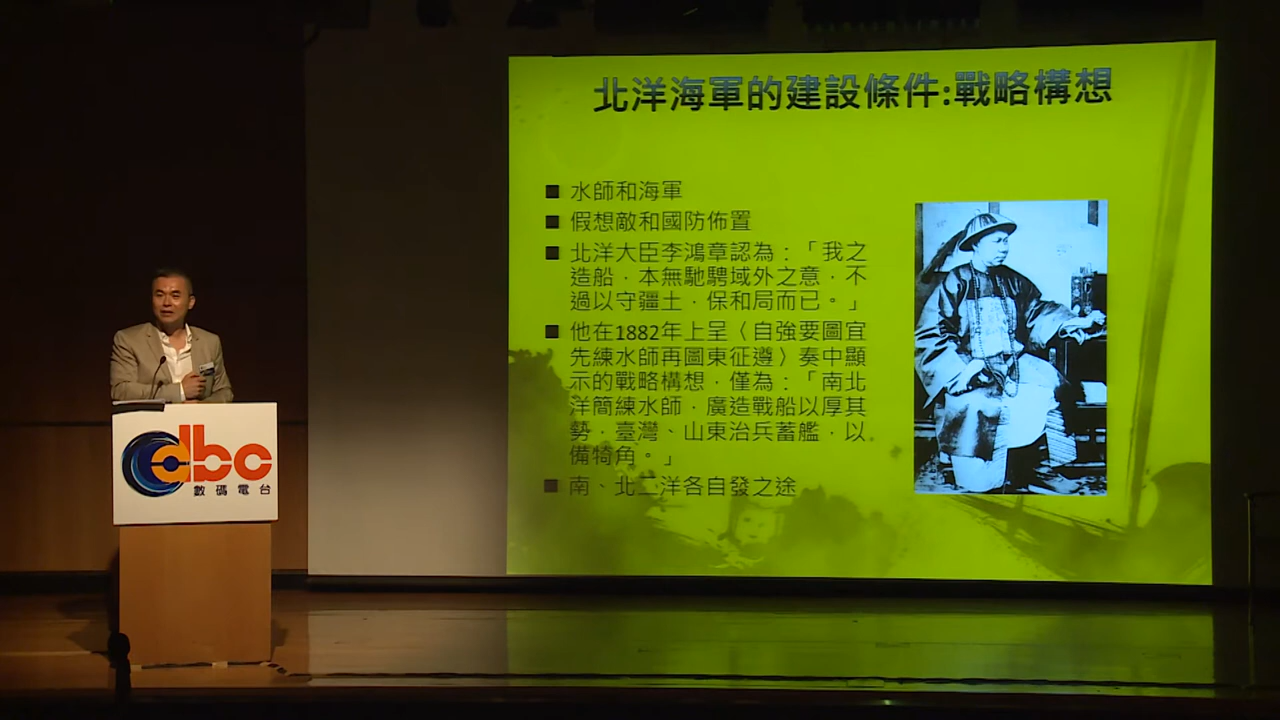 北洋海軍的建設條件:戰略構想
■ 水師和海軍
■ 假想敵和國防佈置
■ 北洋大臣李鴻章認為：「我之
造船，本無馳騁域外之意，不
過以守疆土，保和局而已。」
■ 他在1882年上呈〈自強要圖宜
先練水師再圖東征遵〉奏中顯
示的戰略構想，僅為：「南北
洋簡練水師，廣造戰船以厚其
勢，臺灣、山東治兵蓄艦，以
備犄角。」
■ 南、北二洋各自發之途
dbc
數碼電台